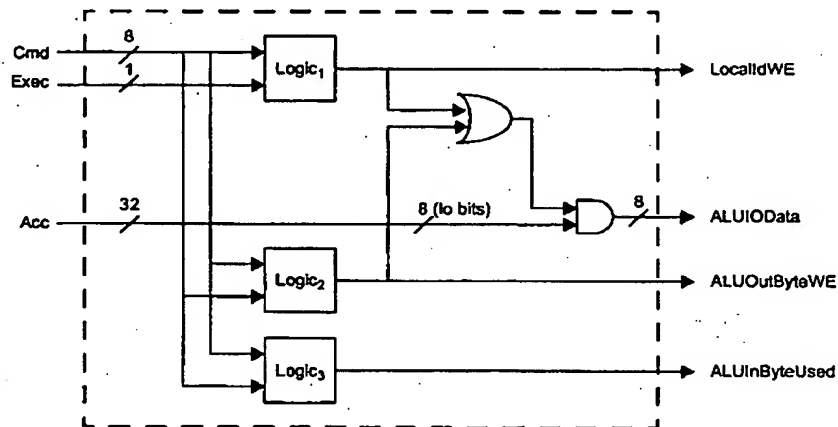 Cmd
8
Exec
1
Logic1
LocalIdWE
Acc
32
8 (lo bits)
8
ALUIOData
Logic2
ALUOutByteWE
Logic3
ALUInByteUsed